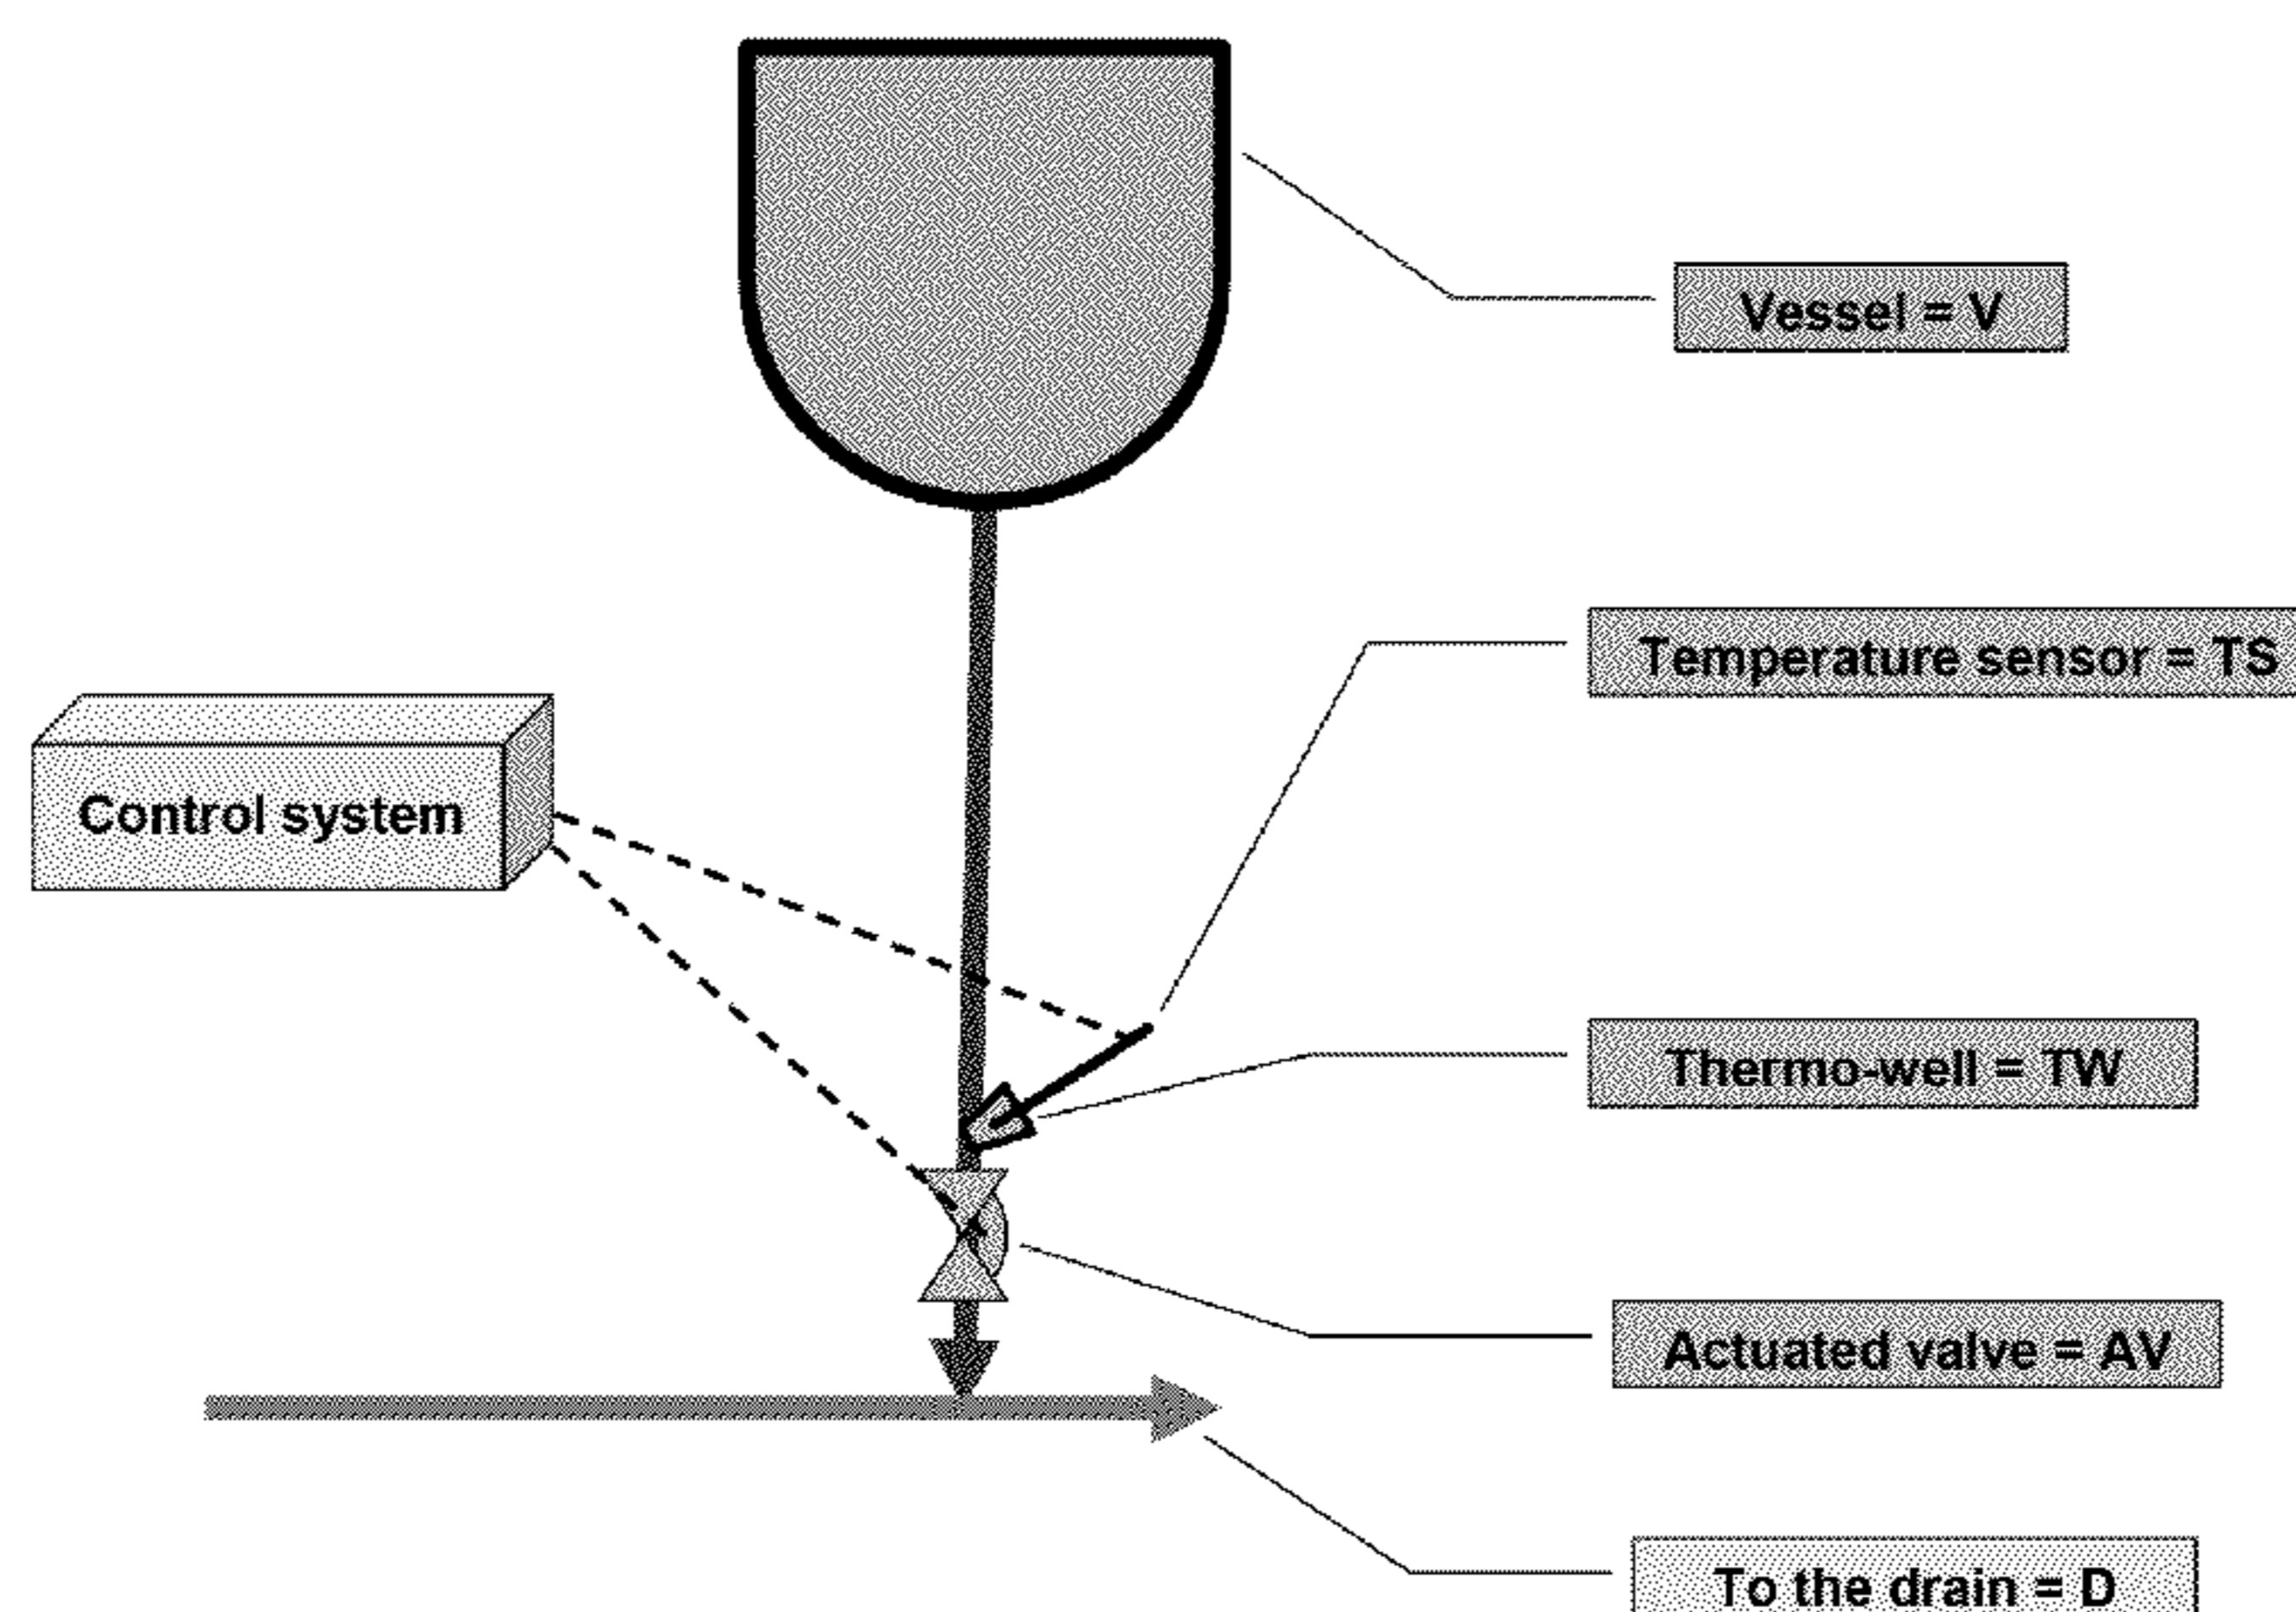 Vessel = V
Temperature sensor = TS
Control system
Thermo-well = TW
Actuated valve = AV
To the drain = D